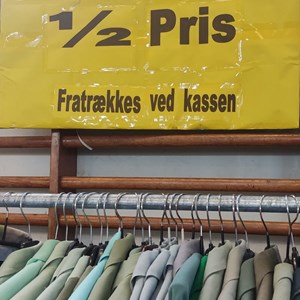 1/2 Pris
Fratrækkes ved kassen